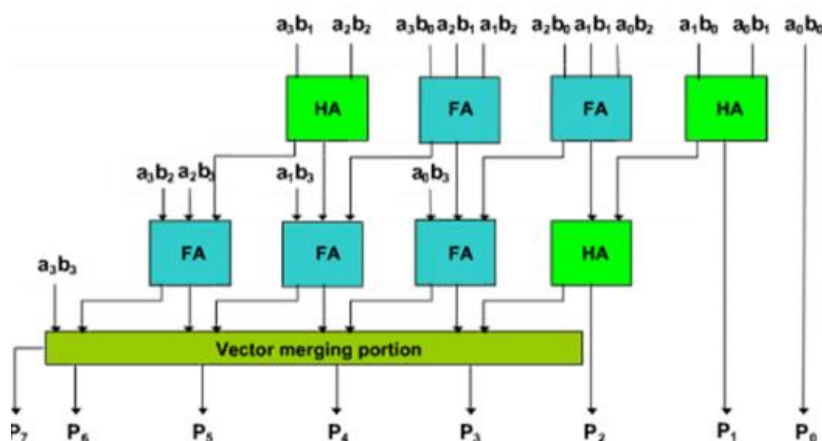 a₃b₁ a₂b₂ a₃b₀ a₂b₁ a₁b₂ a₂b₀ a₁b₁ a₀b₂ a₁b₀ a₀b₁ a₀b₀
HA FA FA HA
a₃b₂ a₂b₃ a₁b₃ a₀b₃
FA FA FA HA
a₃b₃
Vector merging portion
P₇ P₆ P₅ P₄ P₃ P₂ P₁ P₀